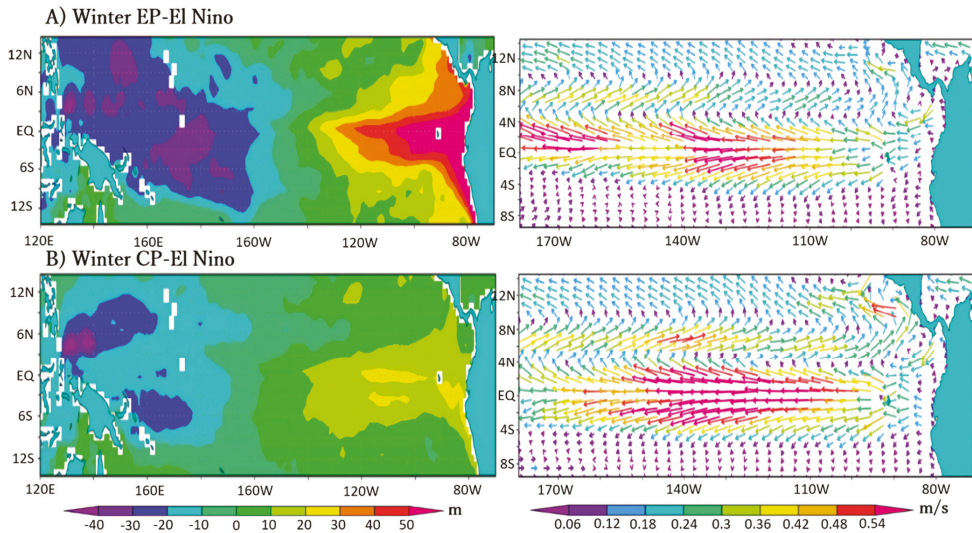 A) Winter EP-El Nino
12N
6N
EQ
6S
12S
120E 160E 160W 120W 80W
12N
8N
4N
EQ
4S
8S
170W 140W 110W 80W
B) Winter CP-El Nino
12N
6N
EQ
6S
12S
120E 160E 160W 120W 80W
12N
8N
4N
EQ
4S
8S
170W 140W 110W 80W
-40 -30 -20 -10 0 10 20 30 40 50 m
0.06 0.12 0.18 0.24 0.3 0.36 0.42 0.48 0.54 m/s